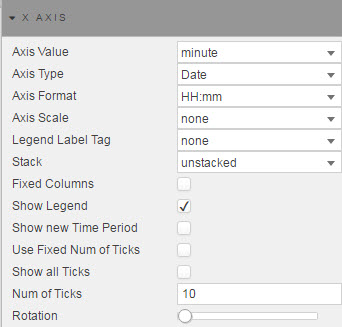 X AXIS
Axis Value minute
Axis Type Date
Axis Format HH:mm
Axis Scale none
Legend Label Tag none
Stack unstacked
Fixed Columns
Show Legend
Show new Time Period
Use Fixed Num of Ticks
Show all Ticks
Num of Ticks 10
Rotation